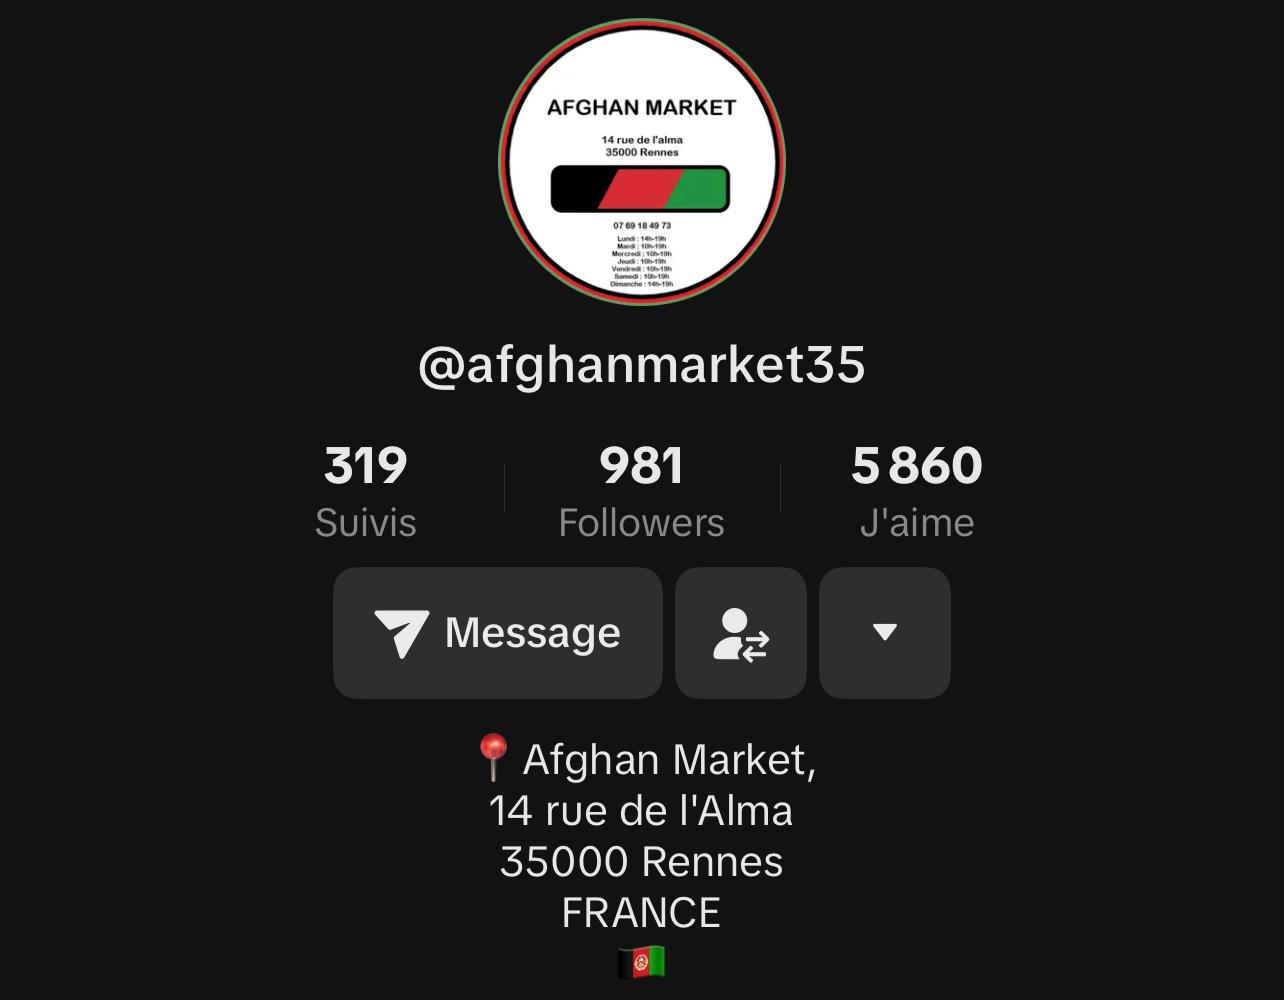 AFGHAN MARKET
14 rue de l'alma
35000 Rennes
07 69 18 49 73
Lundi : 14h-19h
Mardi : 10h-19h
Mercredi : 10h-19h
Jeudi : 10h-19h
Vendredi : 10h-19h
Samedi : 10h-19h
Dimanche : 14h-19h
@afghanmarket35
319 981 5 860
Suivis Followers J'aime
Message
📍 Afghan Market,
14 rue de l'Alma
35000 Rennes
FRANCE
🇦🇫